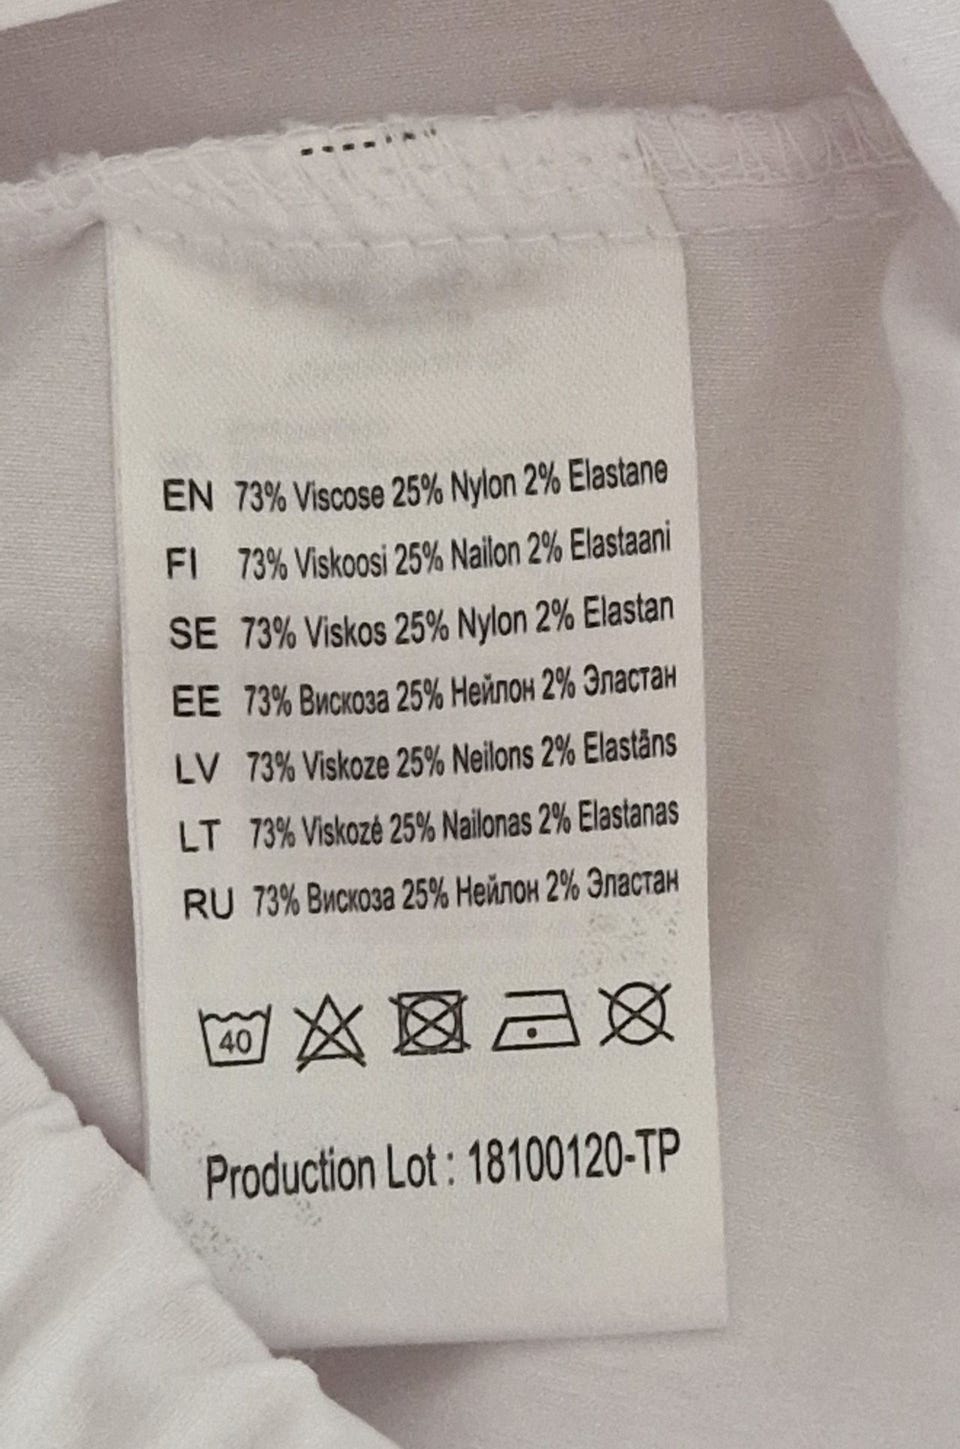 EN 73% Viscose 25% Nylon 2% Elastane
FI 73% Viskoosi 25% Nailon 2% Elastaani
SE 73% Viskos 25% Nylon 2% Elastan
EE 73% Вискоза 25% Нейлон 2% Эластан
LV 73% Viskoze 25% Neilons 2% Elastāns
LT 73% Viskozė 25% Nailonas 2% Elastanas
RU 73% Вискоза 25% Нейлон 2% Эластан
40
Production Lot : 18100120-TP